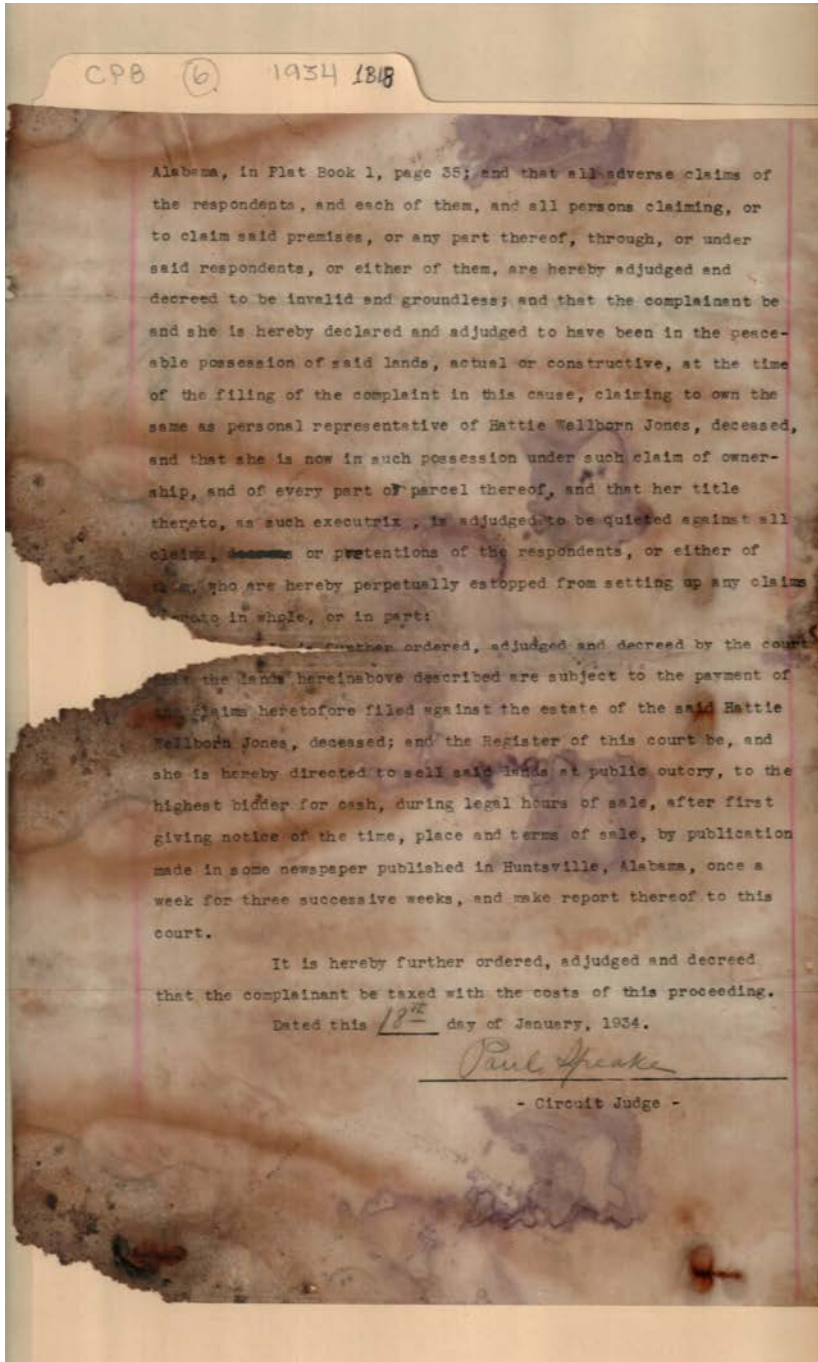 CPB 6 1934 1318
Alabama, in Plat Book 1, page 35; and that all adverse claims of
the respondents, and each of them, and all persons claiming, or
to claim said premises, or any part thereof, through, or under
said respondents, or either of them, are hereby adjudged and
decreed to be invalid and groundless; and that the complainant be
and she is hereby declared and adjudged to have been in the peace-
able possession of said lands, actual or constructive, at the time
of the filing of the complaint in this cause, claiming to own the
same as personal representative of Hattie Wellborn Jones, deceased,
and that she is now in such possession under such claim of owner-
ship, and of every part or parcel thereof, and that her title
thereto, as such executrix , is adjudged to be quieted against all
claims, or pretentions of the respondents, or either of
them, who are hereby perpetually estopped from setting up any claims
thereto in whole, or in part:
further ordered, adjudged and decreed by the court
the lands hereinabove described are subject to the payment of
the claims heretofore filed against the estate of the said Hattie
Wellborn Jones, deceased; and the Register of this court be, and
she is hereby directed to sell said lands at public outcry, to the
highest bidder for cash, during legal hours of sale, after first
giving notice of the time, place and terms of sale, by publication
made in some newspaper published in Huntsville, Alabama, once a
week for three successive weeks, and make report thereof to this
court.
It is hereby further ordered, adjudged and decreed
that the complainant be taxed with the costs of this proceeding.
Dated this 18th day of January, 1934.
Paul Speake
- Circuit Judge -